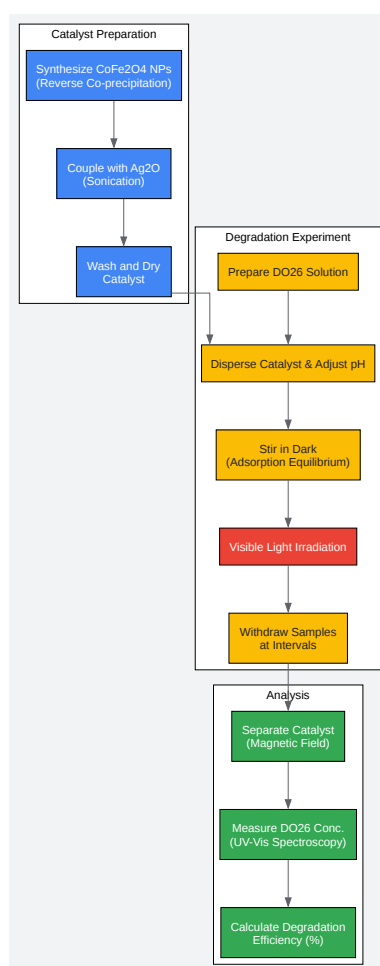 Catalyst Preparation
Synthesize CoFe2O4 NPs
(Reverse Co-precipitation)
Couple with Ag2O
(Sonication)
Wash and Dry
Catalyst
Degradation Experiment
Prepare DO26 Solution
Disperse Catalyst & Adjust pH
Stir in Dark
(Adsorption Equilibrium)
Visible Light Irradiation
Withdraw Samples
at Intervals
Analysis
Separate Catalyst
(Magnetic Field)
Measure DO26 Conc.
(UV-Vis Spectroscopy)
Calculate Degradation
Efficiency (%)